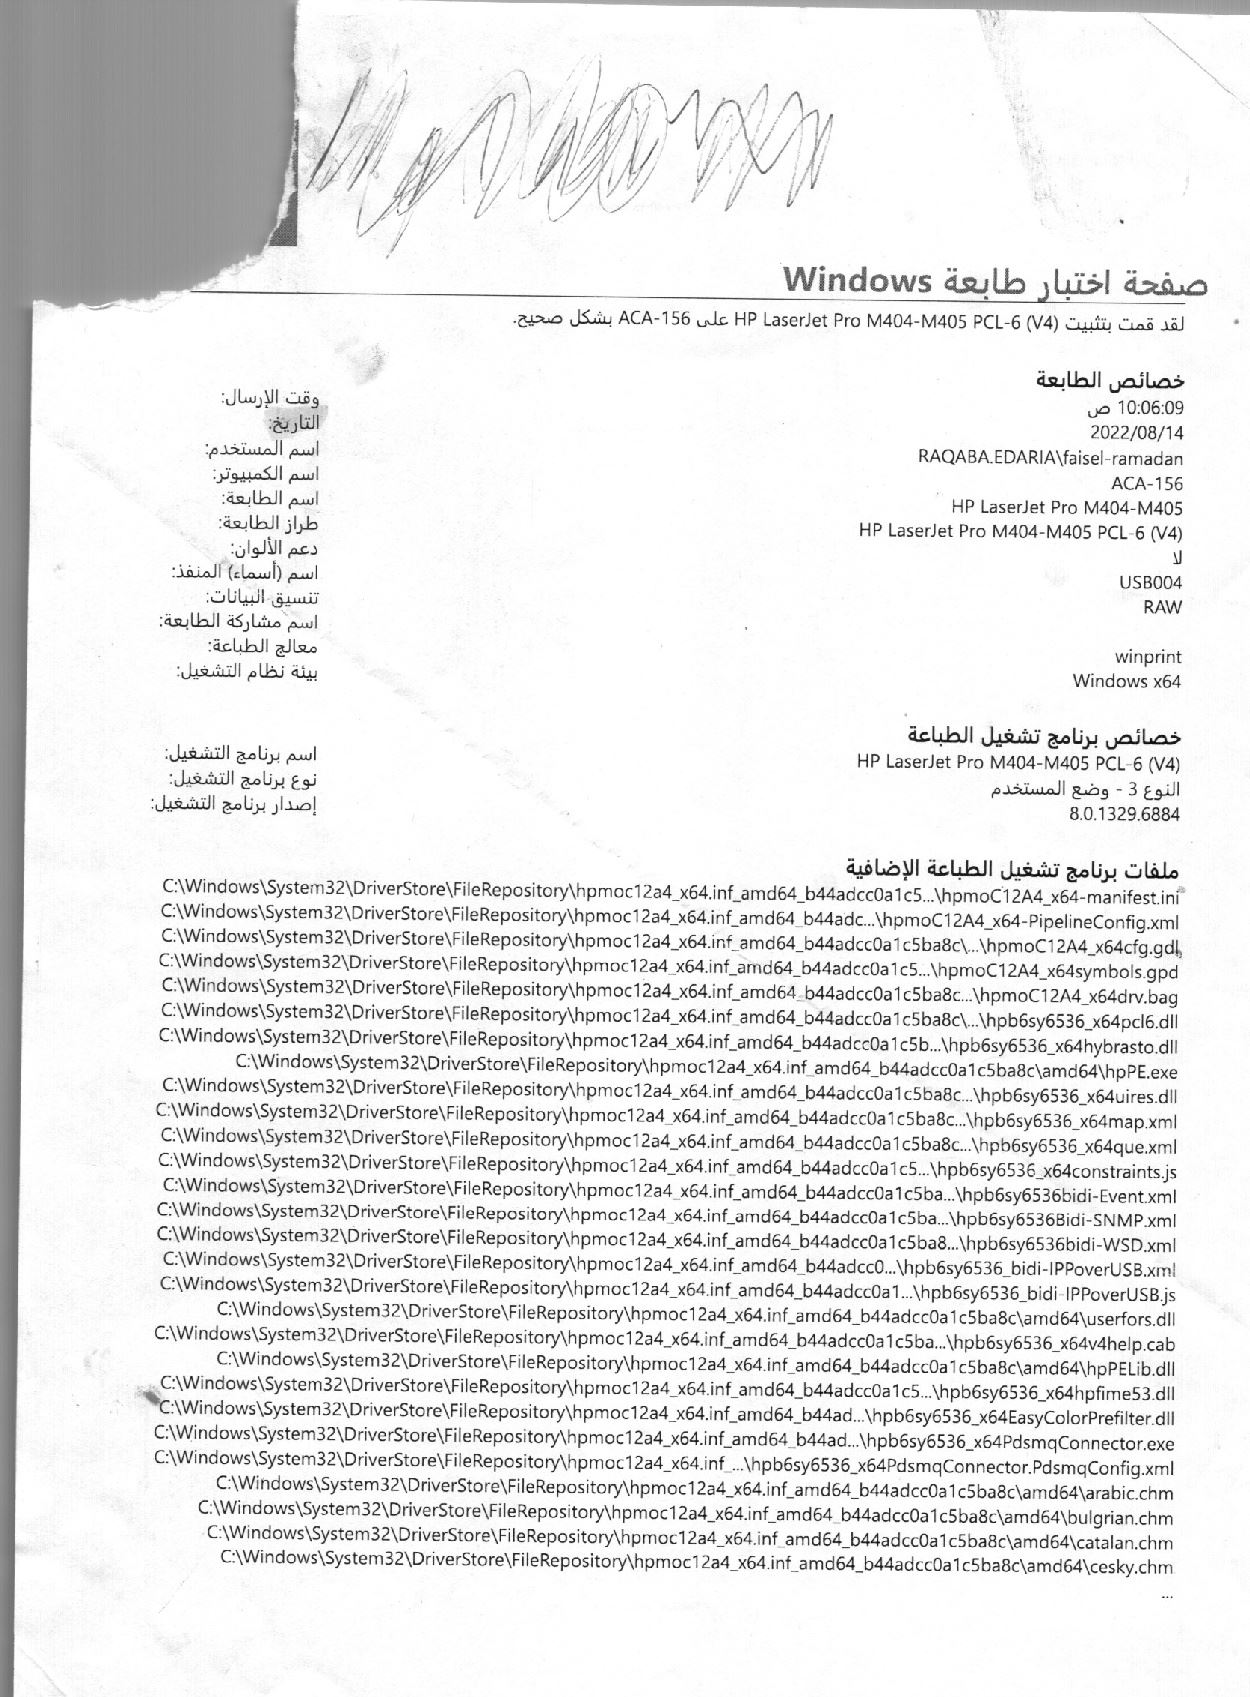 صفحة اختبار طابعة Windows
لقد قمت بتثبيت HP LaserJet Pro M404-M405 PCL-6 (V4) على ACA-156 بشكل صحيح.
خصائص الطابعة
وقت الإرسال: 10:06:09 ص
التاريخ: 2022/08/14
اسم المستخدم: RAQABA.EDARIA\faisel-ramadan
اسم الكمبيوتر: ACA-156
اسم الطابعة: HP LaserJet Pro M404-M405
طراز الطابعة: HP LaserJet Pro M404-M405 PCL-6 (V4)
دعم الألوان: لا
اسم (أسماء) المنفذ: USB004
تنسيق البيانات: RAW
اسم مشاركة الطابعة:
معالج الطباعة: winprint
بيئة نظام التشغيل: Windows x64
خصائص برنامج تشغيل الطباعة
اسم برنامج التشغيل: HP LaserJet Pro M404-M405 PCL-6 (V4)
نوع برنامج التشغيل: النوع 3 - وضع المستخدم
إصدار برنامج التشغيل: 8.0.1329.6884
ملفات برنامج تشغيل الطباعة الإضافية
C:\Windows\System32\DriverStore\FileRepository\hpmoc12a4_x64.inf_amd64_b44adcc0a1c5...\hpmoC12A4_x64-manifest.ini
C:\Windows\System32\DriverStore\FileRepository\hpmoc12a4_x64.inf_amd64_b44adc...\hpmoC12A4_x64-PipelineConfig.xml
C:\Windows\System32\DriverStore\FileRepository\hpmoc12a4_x64.inf_amd64_b44adcc0a1c5ba8c\...\hpmoC12A4_x64cfg.gdl
C:\Windows\System32\DriverStore\FileRepository\hpmoc12a4_x64.inf_amd64_b44adcc0a1c5...\hpmoC12A4_x64symbols.gpd
C:\Windows\System32\DriverStore\FileRepository\hpmoc12a4_x64.inf_amd64_b44adcc0a1c5ba8c...\hpmoC12A4_x64drv.bag
C:\Windows\System32\DriverStore\FileRepository\hpmoc12a4_x64.inf_amd64_b44adcc0a1c5ba8c\...\hpb6sy6536_x64pcl6.dll
C:\Windows\System32\DriverStore\FileRepository\hpmoc12a4_x64.inf_amd64_b44adcc0a1c5b...\hpb6sy6536_x64hybrasto.dll
C:\Windows\System32\DriverStore\FileRepository\hpmoc12a4_x64.inf_amd64_b44adcc0a1c5ba8c\amd64\hpPE.exe
C:\Windows\System32\DriverStore\FileRepository\hpmoc12a4_x64.inf_amd64_b44adcc0a1c5ba8c...\hpb6sy6536_x64uires.dll
C:\Windows\System32\DriverStore\FileRepository\hpmoc12a4_x64.inf_amd64_b44adcc0a1c5ba8c...\hpb6sy6536_x64map.xml
C:\Windows\System32\DriverStore\FileRepository\hpmoc12a4_x64.inf_amd64_b44adcc0a1c5ba8c...\hpb6sy6536_x64que.xml
C:\Windows\System32\DriverStore\FileRepository\hpmoc12a4_x64.inf_amd64_b44adcc0a1c5...\hpb6sy6536_x64constraints.js
C:\Windows\System32\DriverStore\FileRepository\hpmoc12a4_x64.inf_amd64_b44adcc0a1c5ba...\hpb6sy6536bidi-Event.xml
C:\Windows\System32\DriverStore\FileRepository\hpmoc12a4_x64.inf_amd64_b44adcc0a1c5ba...\hpb6sy6536Bidi-SNMP.xml
C:\Windows\System32\DriverStore\FileRepository\hpmoc12a4_x64.inf_amd64_b44adcc0a1c5ba8...\hpb6sy6536bidi-WSD.xml
C:\Windows\System32\DriverStore\FileRepository\hpmoc12a4_x64.inf_amd64_b44adcc0...\hpb6sy6536_bidi-IPPoverUSB.xml
C:\Windows\System32\DriverStore\FileRepository\hpmoc12a4_x64.inf_amd64_b44adcc0a1...\hpb6sy6536_bidi-IPPoverUSB.js
C:\Windows\System32\DriverStore\FileRepository\hpmoc12a4_x64.inf_amd64_b44adcc0a1c5ba8c\amd64\userfors.dll
C:\Windows\System32\DriverStore\FileRepository\hpmoc12a4_x64.inf_amd64_b44adcc0a1c5ba...\hpb6sy6536_x64v4help.cab
C:\Windows\System32\DriverStore\FileRepository\hpmoc12a4_x64.inf_amd64_b44adcc0a1c5ba8c\amd64\hpPELib.dll
C:\Windows\System32\DriverStore\FileRepository\hpmoc12a4_x64.inf_amd64_b44adcc0a1c5...\hpb6sy6536_x64hpfime53.dll
C:\Windows\System32\DriverStore\FileRepository\hpmoc12a4_x64.inf_amd64_b44ad...\hpb6sy6536_x64EasyColorPrefilter.dll
C:\Windows\System32\DriverStore\FileRepository\hpmoc12a4_x64.inf_amd64_b44ad...\hpb6sy6536_x64PdsmqConnector.exe
C:\Windows\System32\DriverStore\FileRepository\hpmoc12a4_x64.inf_...\hpb6sy6536_x64PdsmqConnector.PdsmqConfig.xml
C:\Windows\System32\DriverStore\FileRepository\hpmoc12a4_x64.inf_amd64_b44adcc0a1c5ba8c\amd64\arabic.chm
C:\Windows\System32\DriverStore\FileRepository\hpmoc12a4_x64.inf_amd64_b44adcc0a1c5ba8c\amd64\bulgrian.chm
C:\Windows\System32\DriverStore\FileRepository\hpmoc12a4_x64.inf_amd64_b44adcc0a1c5ba8c\amd64\catalan.chm
C:\Windows\System32\DriverStore\FileRepository\hpmoc12a4_x64.inf_amd64_b44adcc0a1c5ba8c\amd64\cesky.chm
...